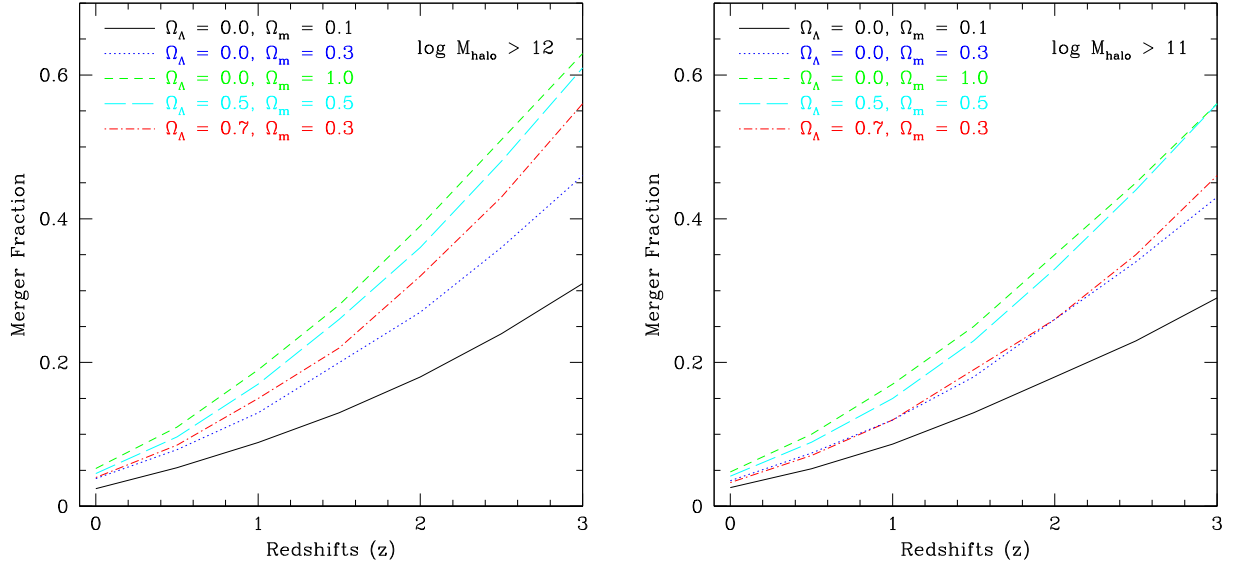 Ω_Λ = 0.0, Ω_m = 0.1
Ω_Λ = 0.0, Ω_m = 0.3
Ω_Λ = 0.0, Ω_m = 1.0
Ω_Λ = 0.5, Ω_m = 0.5
Ω_Λ = 0.7, Ω_m = 0.3
log M_halo > 12
0.6
0.4
0.2
0
Merger Fraction
0 1 2 3
Redshifts (z)
Ω_Λ = 0.0, Ω_m = 0.1
Ω_Λ = 0.0, Ω_m = 0.3
Ω_Λ = 0.0, Ω_m = 1.0
Ω_Λ = 0.5, Ω_m = 0.5
Ω_Λ = 0.7, Ω_m = 0.3
log M_halo > 11
0.6
0.4
0.2
0
Merger Fraction
0 1 2 3
Redshifts (z)